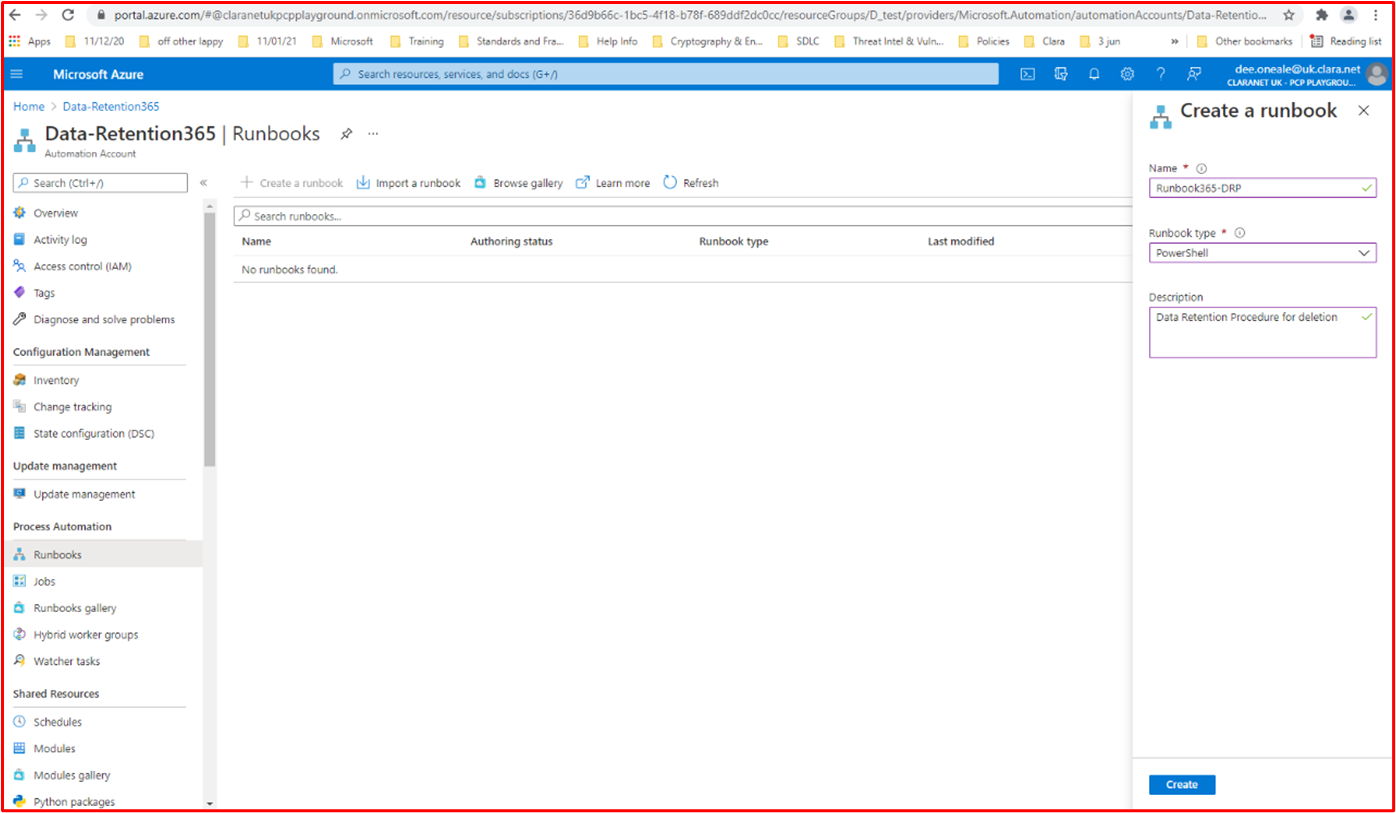 portal.azure.com/#@claranetukpcpplayground.onmicrosoft.com/resource/subscriptions/36d9b66c-1bc5-4f18-b78f-689ddf2dc0cc/resourceGroups/D_test/providers/Microsoft.Automation/automationAccounts/Data-Retentio...
Apps 11/12/20 off other lappy 11/01/21 Microsoft Training Standards and Fra... Help Info Cryptography & En... SDLC Threat Intel & Vuln... Policies Clara 3 jun » Other bookmarks Reading list
Microsoft Azure
Search resources, services, and docs (G+/)
dee.oneale@uk.clara.net
CLARANET UK - PCP PLAYGROU...
Home > Data-Retention365
Data-Retention365 | Runbooks ...
Automation Account
Search (Ctrl+/) «
Overview
Activity log
Access control (IAM)
Tags
Diagnose and solve problems
Configuration Management
Inventory
Change tracking
State configuration (DSC)
Update management
Update management
Process Automation
Runbooks
Jobs
Runbooks gallery
Hybrid worker groups
Watcher tasks
Shared Resources
Schedules
Modules
Modules gallery
Python packages
+ Create a runbook Import a runbook Browse gallery Learn more Refresh
Search runbooks...
Name Authoring status Runbook type Last modified
No runbooks found.
Create a runbook
Name *
Runbook365-DRP
Runbook type *
PowerShell
Description
Data Retention Procedure for deletion
Create